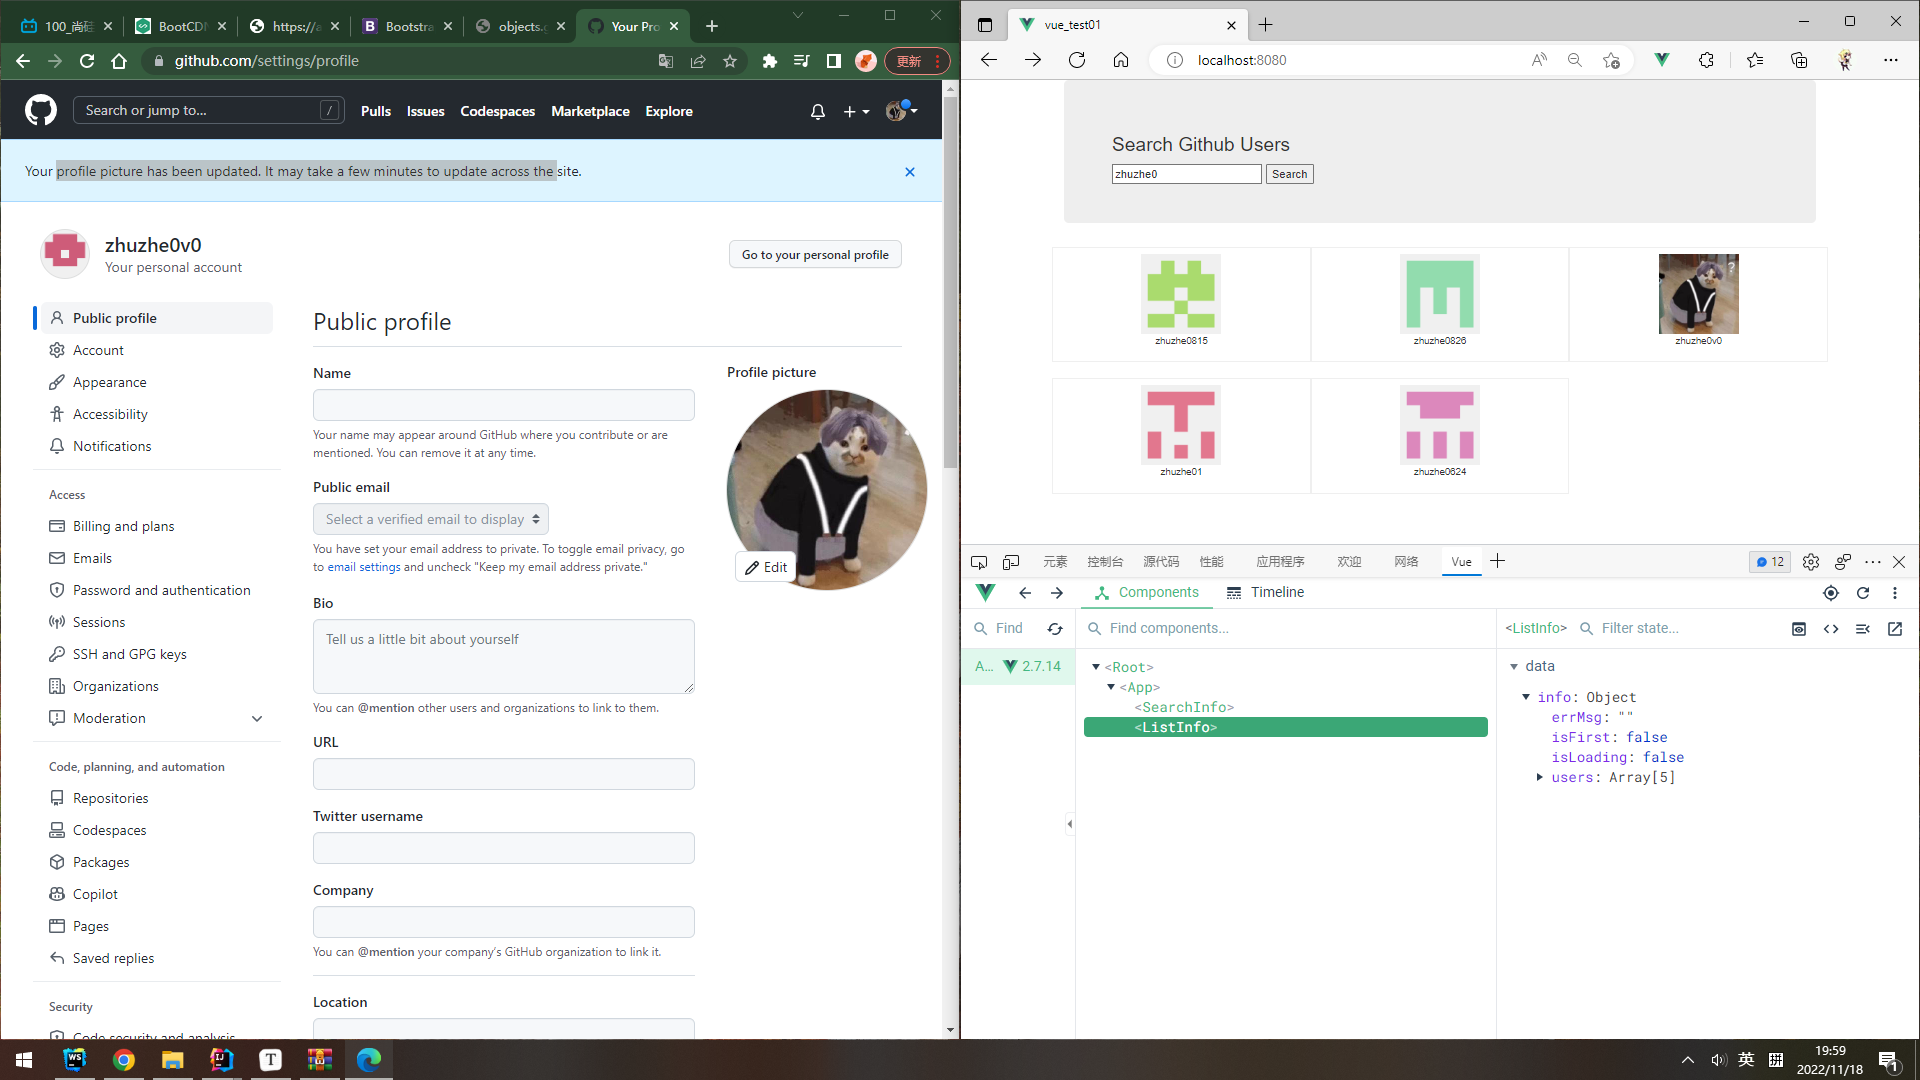 100_尚硅
BootCDN
https://a
Bootstra
objects.g
Your Pro
github.com/settings/profile
更新
Search or jump to...
/
Pulls
Issues
Codespaces
Marketplace
Explore
Your profile picture has been updated. It may take a few minutes to update across the site.
zhuzhe0v0
Your personal account
Go to your personal profile
Public profile
Account
Appearance
Accessibility
Notifications
Access
Billing and plans
Emails
Password and authentication
Sessions
SSH and GPG keys
Organizations
Moderation
Code, planning, and automation
Repositories
Codespaces
Packages
Copilot
Pages
Saved replies
Security
Code security and analysis
Public profile
Name
Your name may appear around GitHub where you contribute or are
mentioned. You can remove it at any time.
Public email
Select a verified email to display
You have set your email address to private. To toggle email privacy, go
to email settings and uncheck "Keep my email address private."
Bio
Tell us a little bit about yourself
You can @mention other users and organizations to link to them.
URL
Twitter username
Company
You can @mention your company's GitHub organization to link it.
Location
Profile picture
Edit
vue_test01
localhost:8080
Search Github Users
zhuzhe0
Search
zhuzhe0815
zhuzhe0826
?
zhuzhe0v0
zhuzhe01
zhuzhe0624
元素
控制台
源代码
性能
应用程序
欢迎
网络
Vue
12
Components
Timeline
Find
Find components...
<ListInfo>
Filter state...
A...
2.7.14
<Root>
<App>
<SearchInfo>
<ListInfo>
data
info: Object
errMsg: ""
isFirst: false
isLoading: false
users: Array[5]
WS
IJ
T
英
拼
19:59
2022/11/18
1